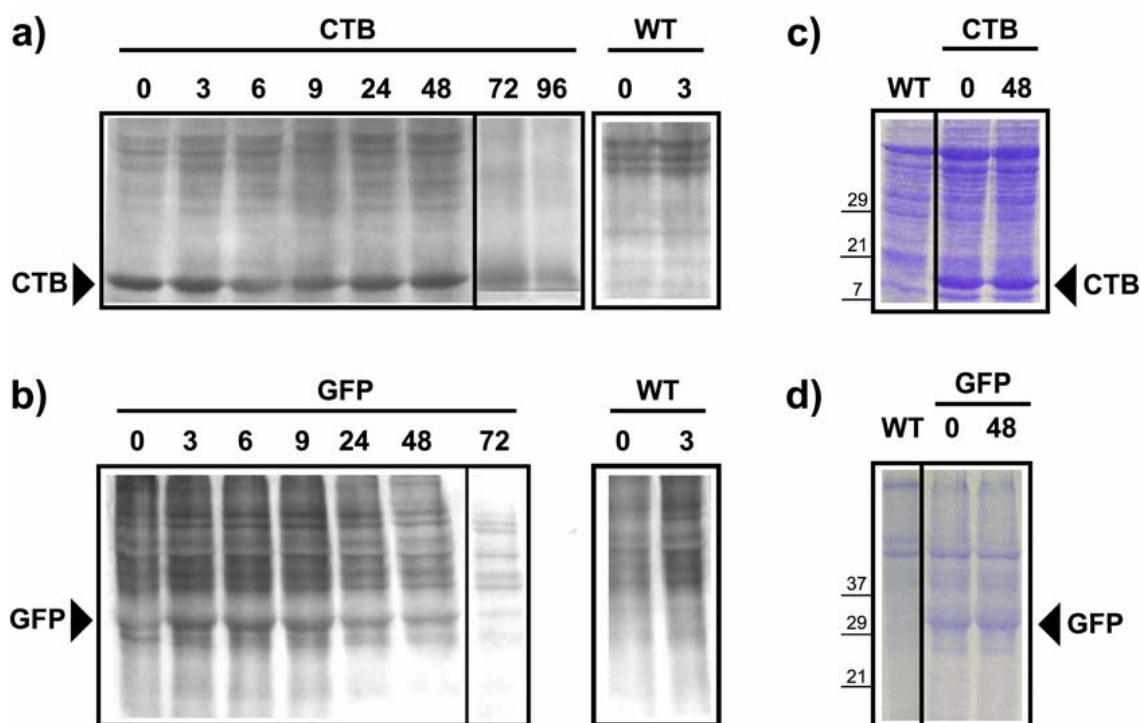 a)
CTB
WT
0 3 6 9 24 48 72 96
0 3
CTB
c)
CTB
WT 0 48
29
21
7
CTB
b)
GFP
WT
0 3 6 9 24 48 72
0 3
GFP
d)
GFP
WT 0 48
37
29
21
GFP